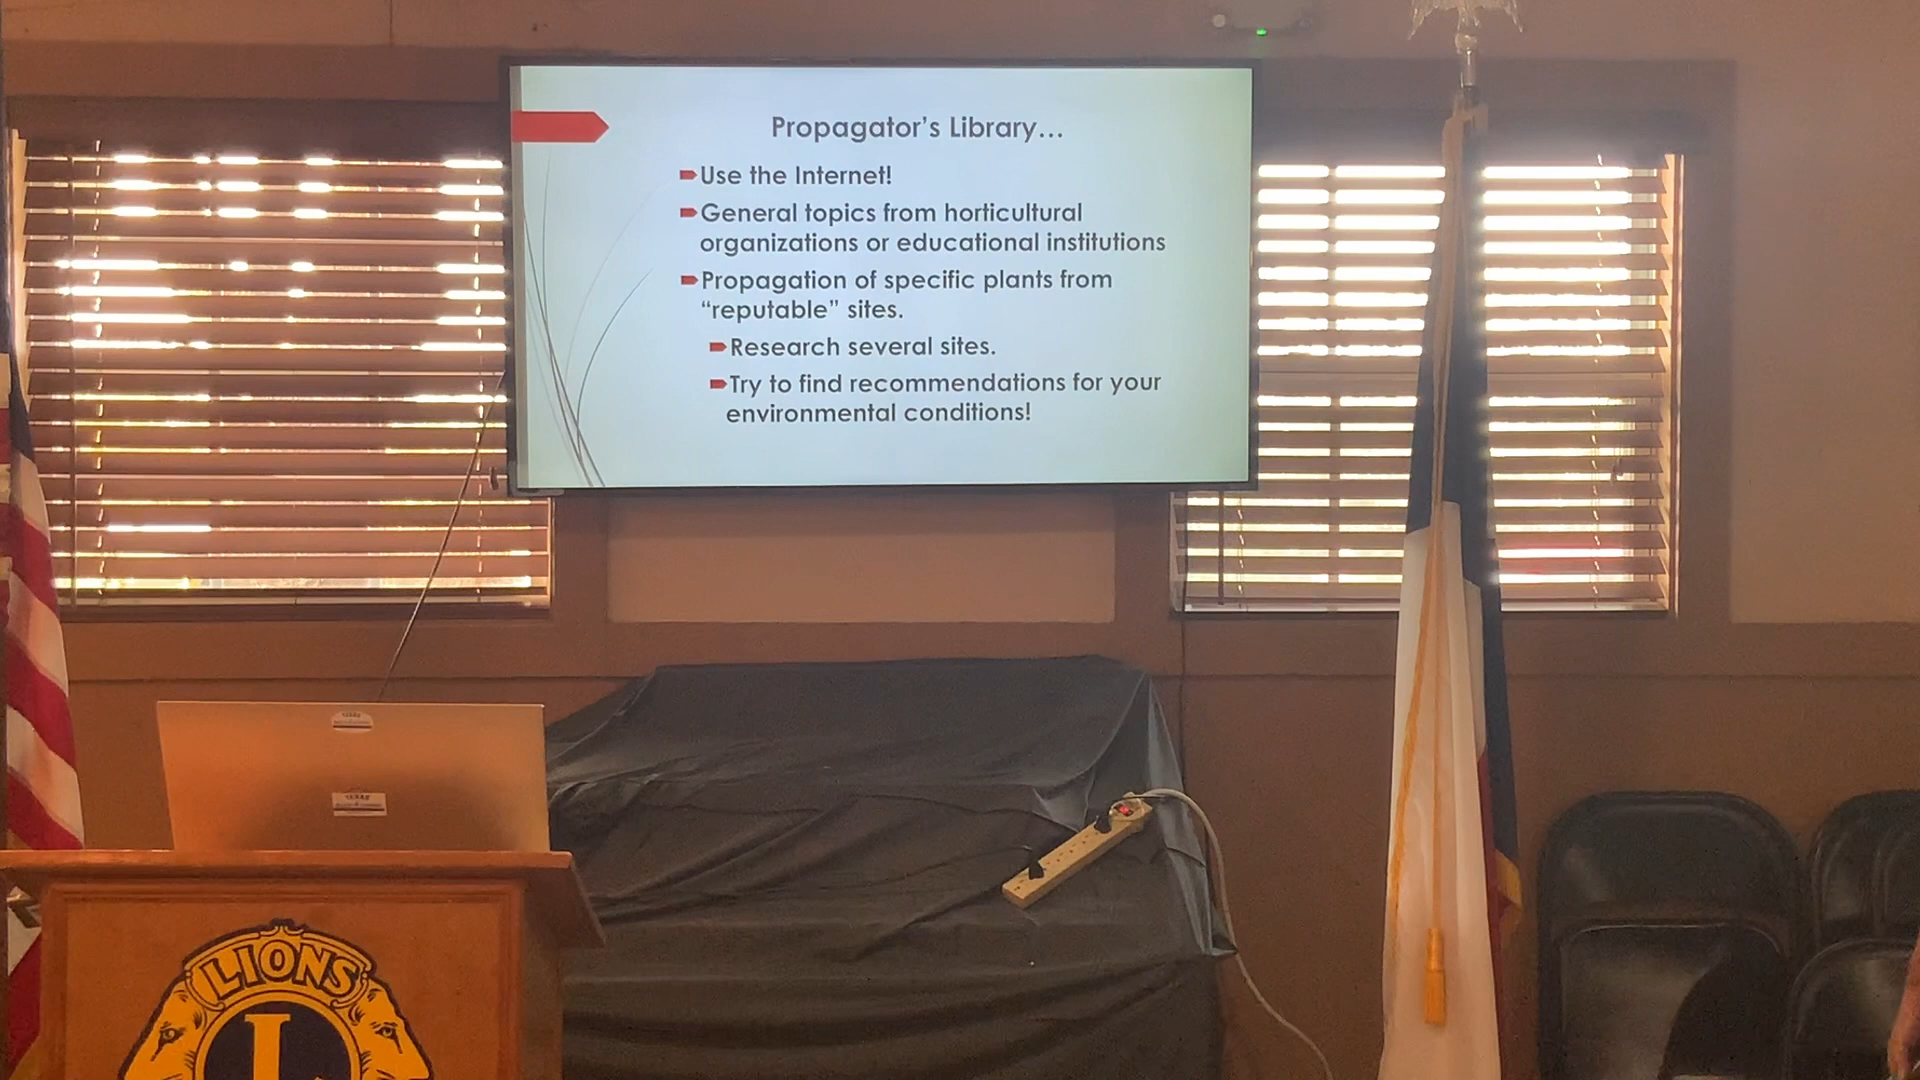 Propagator's Library…
Use the Internet!
General topics from horticultural
organizations or educational institutions
Propagation of specific plants from
“reputable” sites.
Research several sites.
Try to find recommendations for your
environmental conditions!
LIONS
L